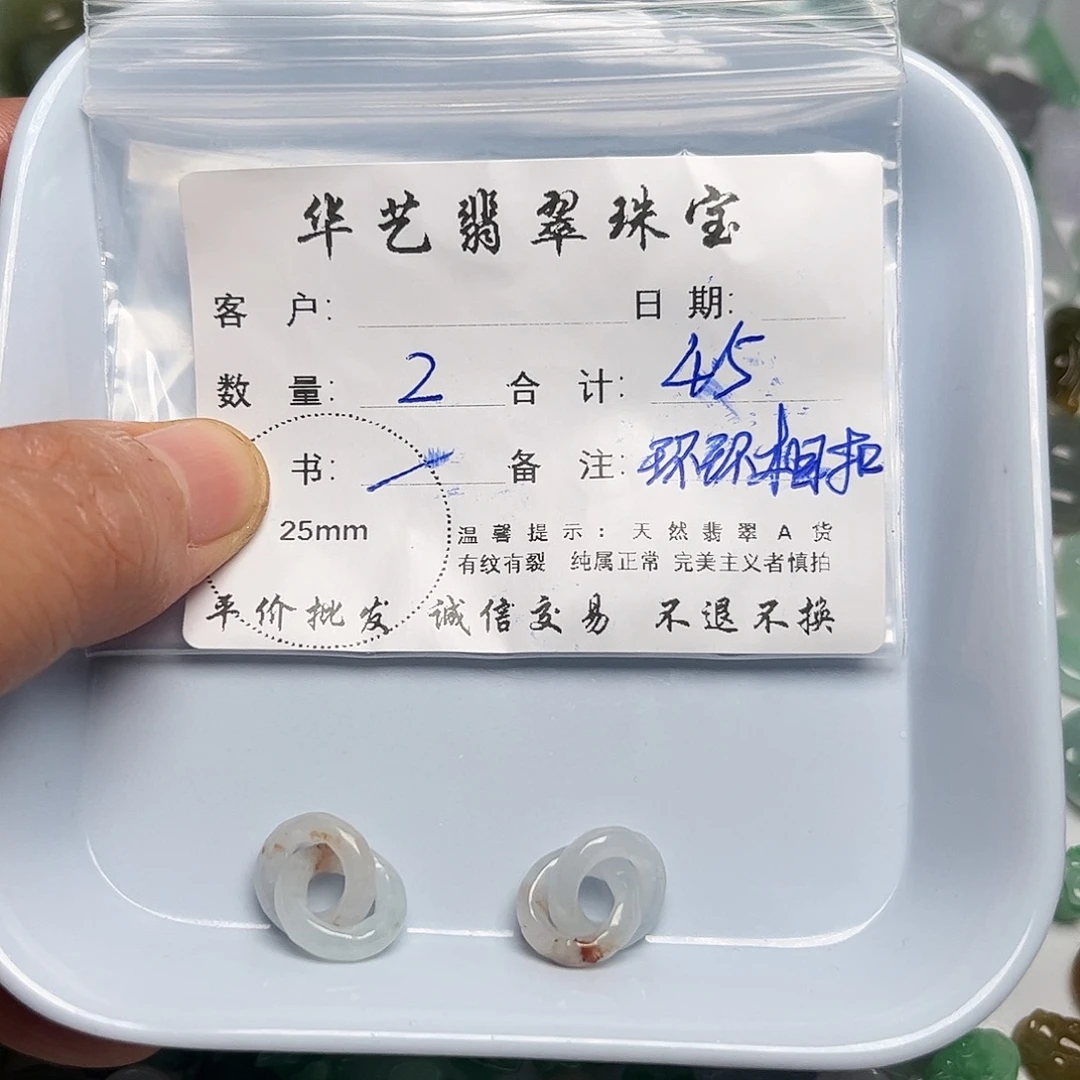 华艺翡翠珠宝
客 户： 日 期：
数 量： 2 合 计： 45
书： 备 注： 环环相扣
25mm
温馨提示：天然翡翠A货
有纹有裂 纯属正常 完美主义者慎拍
平价批发 诚信交易 不退不换